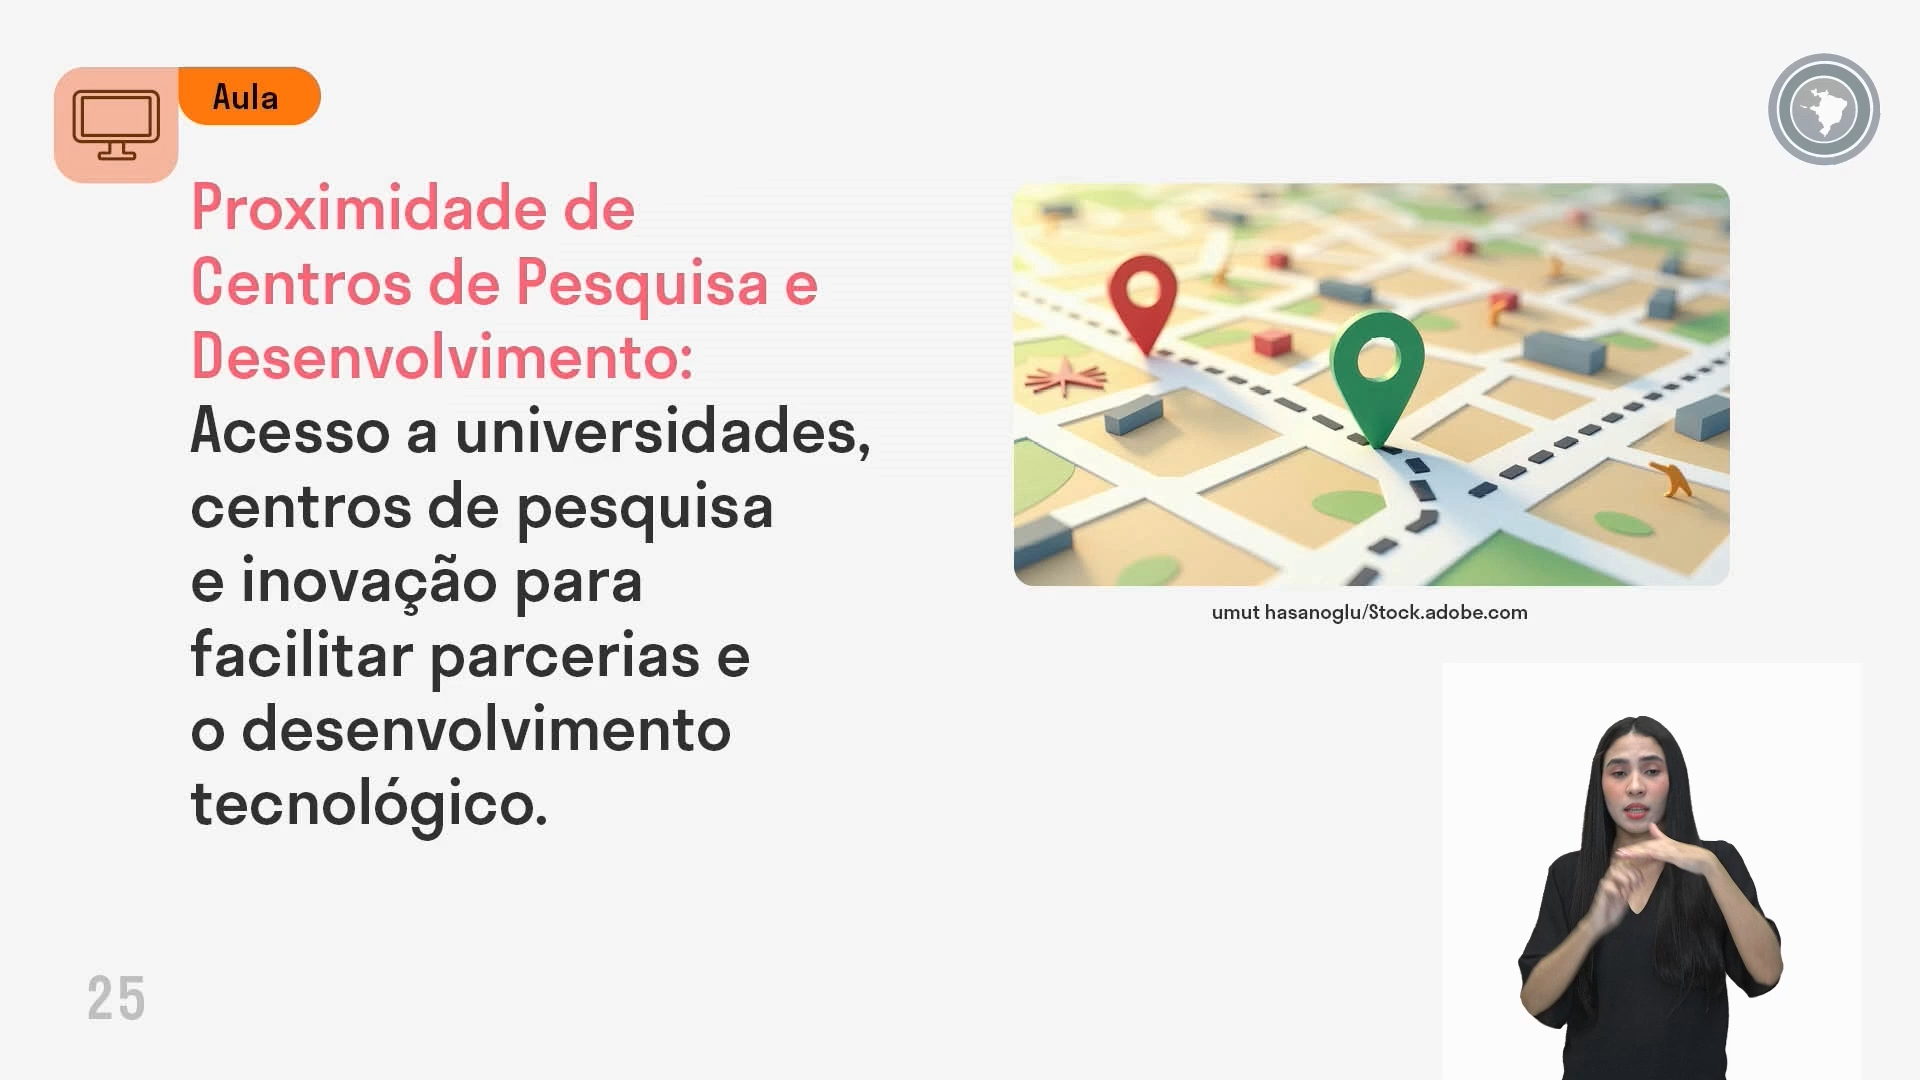 Aula
Proximidade de
Centros de Pesquisa e
Desenvolvimento:
Acesso a universidades,
centros de pesquisa
e inovação para
facilitar parcerias e
o desenvolvimento
tecnológico.
umut hasanoglu/Stock.adobe.com
25